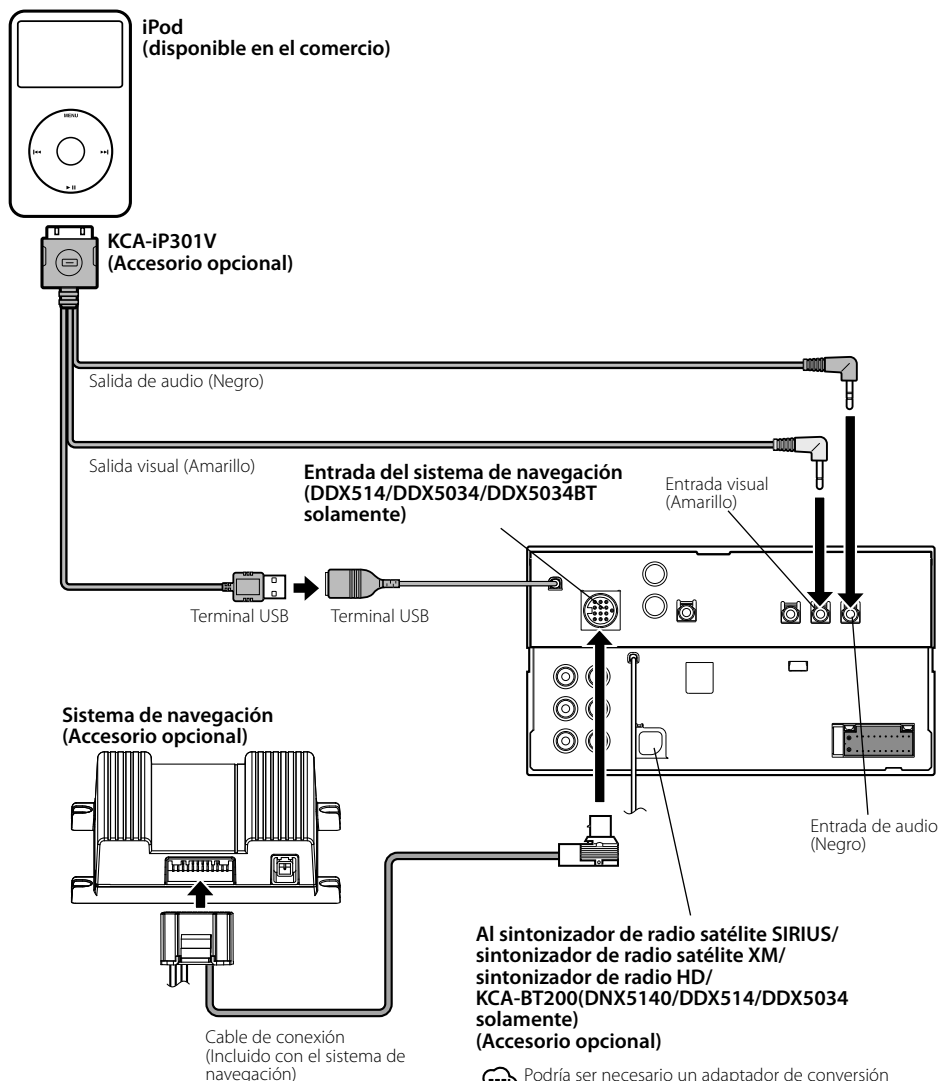 iPod
(disponible en el comercio)
MENU
KCA-iP301V
(Accesorio opcional)
Salida de audio (Negro)
Salida visual (Amarillo)
Entrada del sistema de navegación
(DDX514/DDX5034/DDX5034BT
solamente)
Entrada visual
(Amarillo)
Terminal USB
Terminal USB
Sistema de navegación
(Accesorio opcional)
Entrada de audio
(Negro)
Al sintonizador de radio satélite SIRIUS/
sintonizador de radio satélite XM/
sintonizador de radio HD/
KCA-BT200(DNX5140/DDX514/DDX5034
solamente)
(Accesorio opcional)
Cable de conexión
(Incluido con el sistema de
navegación)
Podría ser necesario un adaptador de conversión